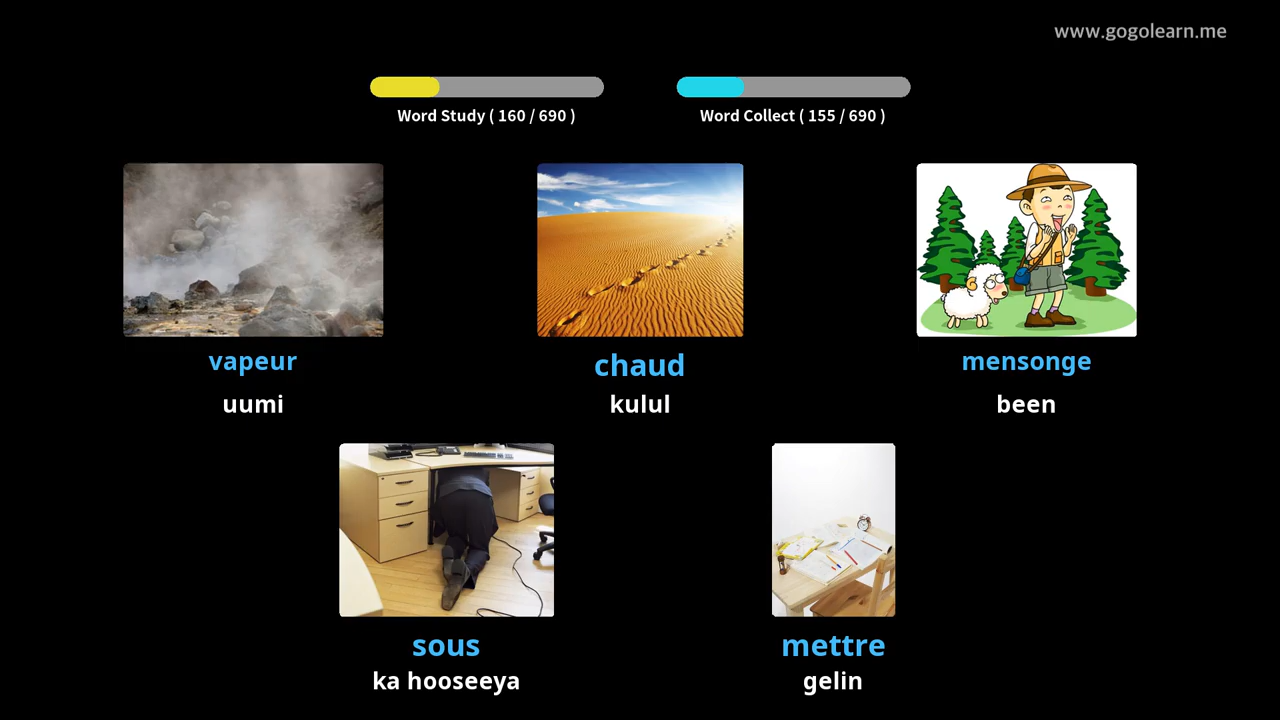 www.gogolearn.me
Word Study ( 160 / 690 )
Word Collect ( 155 / 690 )
vapeur
uumi
chaud
kulul
mensonge
been
sous
ka hooseeya
mettre
gelin